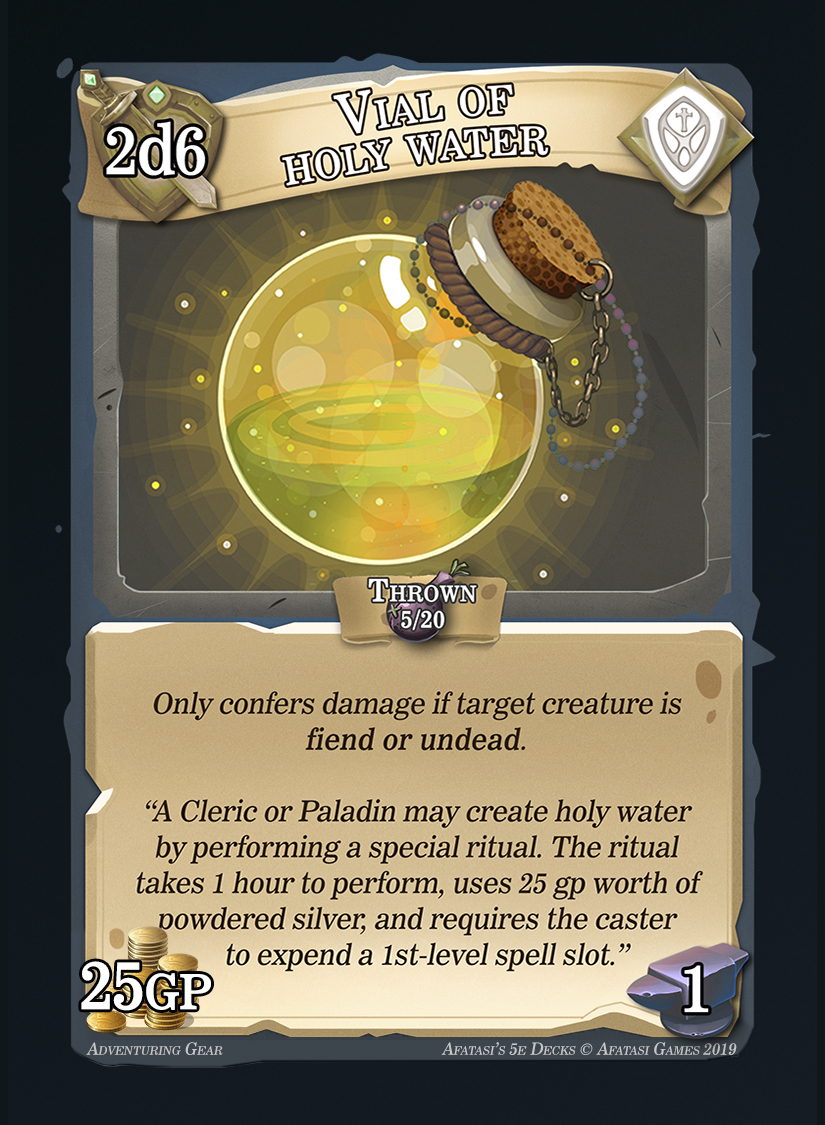 2d6
Vial of
holy water
Thrown
5/20
Only confers damage if target creature is
fiend or undead.
“A Cleric or Paladin may create holy water
by performing a special ritual. The ritual
takes 1 hour to perform, uses 25 gp worth of
powdered silver, and requires the caster
to expend a 1st-level spell slot.”
25GP
1
Adventuring Gear
Afatasi's 5e Decks © Afatasi Games 2019